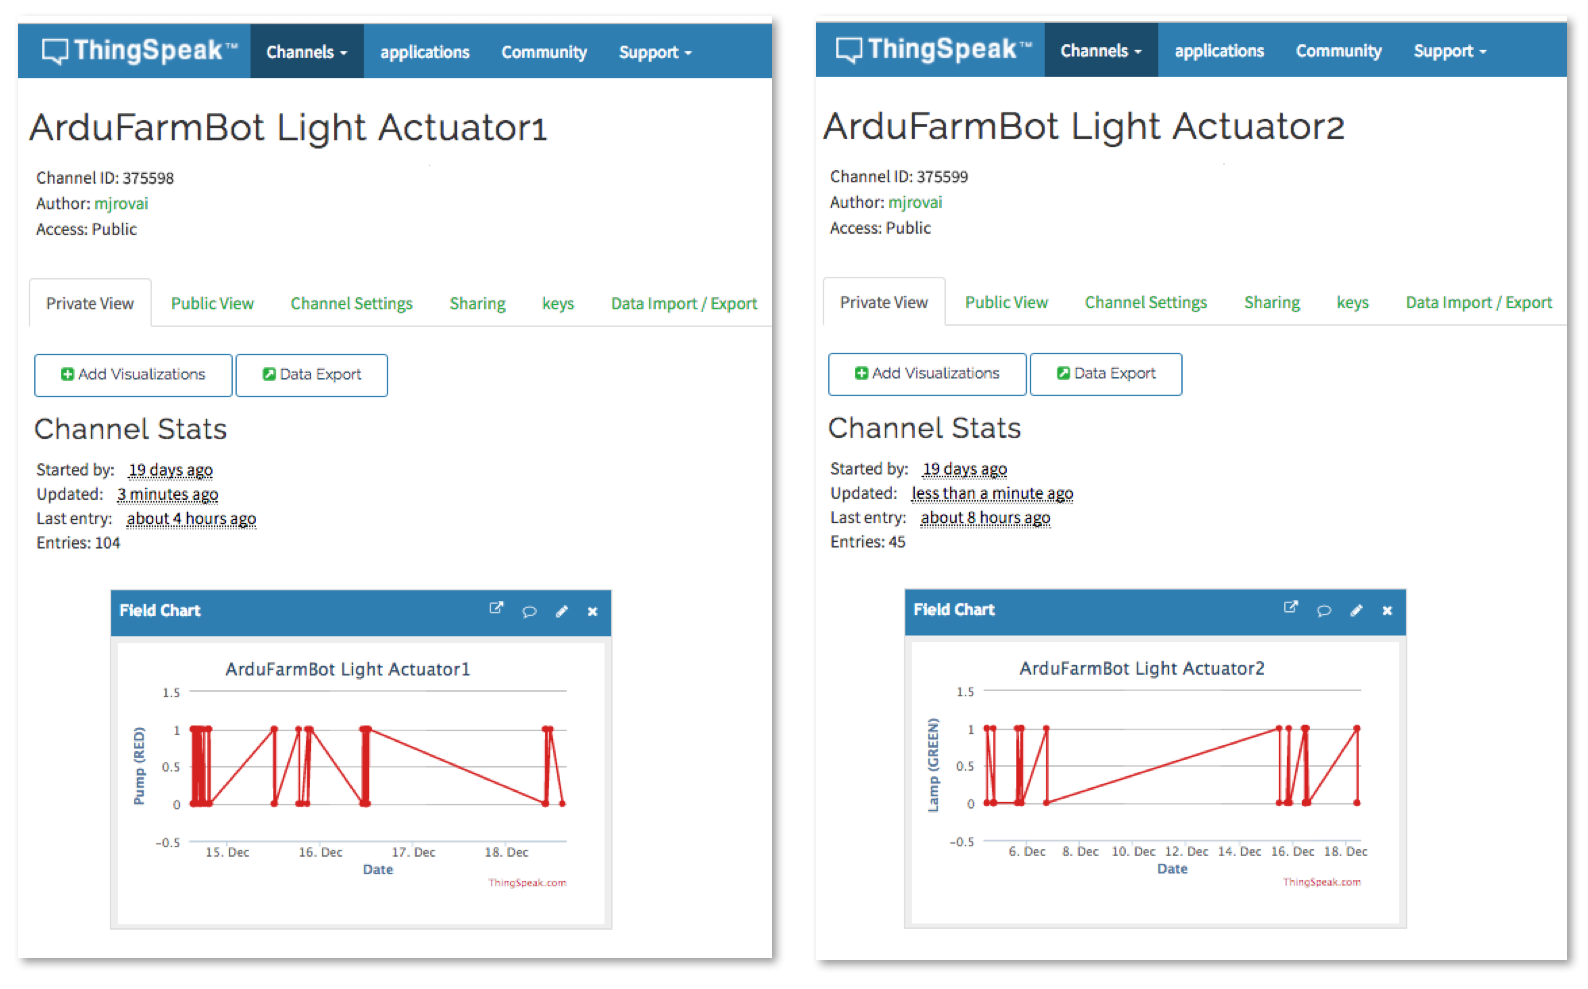 ThingSpeak™ Channels applications Community Support
ArduFarmBot Light Actuator1
Channel ID: 375598
Author: mjrovai
Access: Public
Private View Public View Channel Settings Sharing keys Data Import / Export
Add Visualizations Data Export
Channel Stats
Started by: 19 days ago
Updated: 3 minutes ago
Last entry: about 4 hours ago
Entries: 104
Field Chart
ArduFarmBot Light Actuator1
Pump (RED)
1.5
1
0.5
0
-0.5
15. Dec 16. Dec 17. Dec 18. Dec
Date
ThingSpeak.com
ThingSpeak™ Channels applications Community Support
ArduFarmBot Light Actuator2
Channel ID: 375599
Author: mjrovai
Access: Public
Private View Public View Channel Settings Sharing keys Data Import / Export
Add Visualizations Data Export
Channel Stats
Started by: 19 days ago
Updated: less than a minute ago
Last entry: about 8 hours ago
Entries: 45
Field Chart
ArduFarmBot Light Actuator2
Lamp (GREEN)
1.5
1
0.5
0
-0.5
6. Dec 8. Dec 10. Dec 12. Dec 14. Dec 16. Dec 18. Dec
Date
ThingSpeak.com